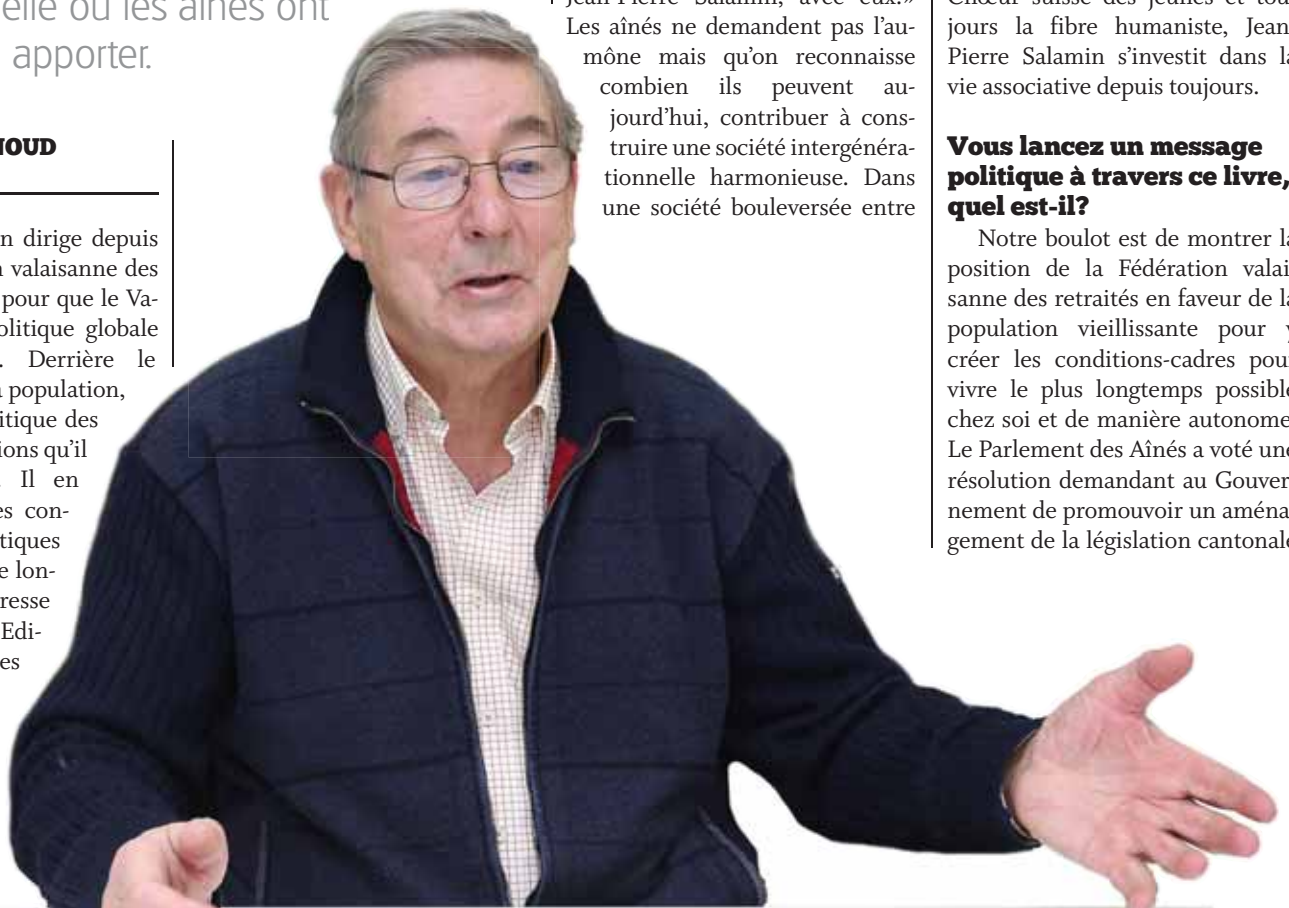 elle où les aînés ont
apporter.
NOUD
n dirige depuis
n valaisanne des
pour que le Va-
olitique globale
. Derrière le
a population,
itique des
ions qu'il
. Il en
es con-
tiques
e lon-
resse
Edi-
es
Jean-Pierre Salamin, avec eux.»
Les aînés ne demandent pas l'au-
mône mais qu'on reconnaisse
combien ils peuvent au-
jourd'hui, contribuer à cons-
truire une société intergénéra-
tionnelle harmonieuse. Dans
une société bouleversée entre
Chœur suisse des jeunes et tou
jours la fibre humaniste, Jean
Pierre Salamin s'investit dans la
vie associative depuis toujours.
Vous lancez un message
politique à travers ce livre,
quel est-il?
Notre boulot est de montrer la
position de la Fédération valai
sanne des retraités en faveur de la
population vieillissante pour y
créer les conditions-cadres pour
vivre le plus longtemps possible
chez soi et de manière autonome
Le Parlement des Aînés a voté une
résolution demandant au Gouver
nement de promouvoir un aména
gement de la législation cantonale